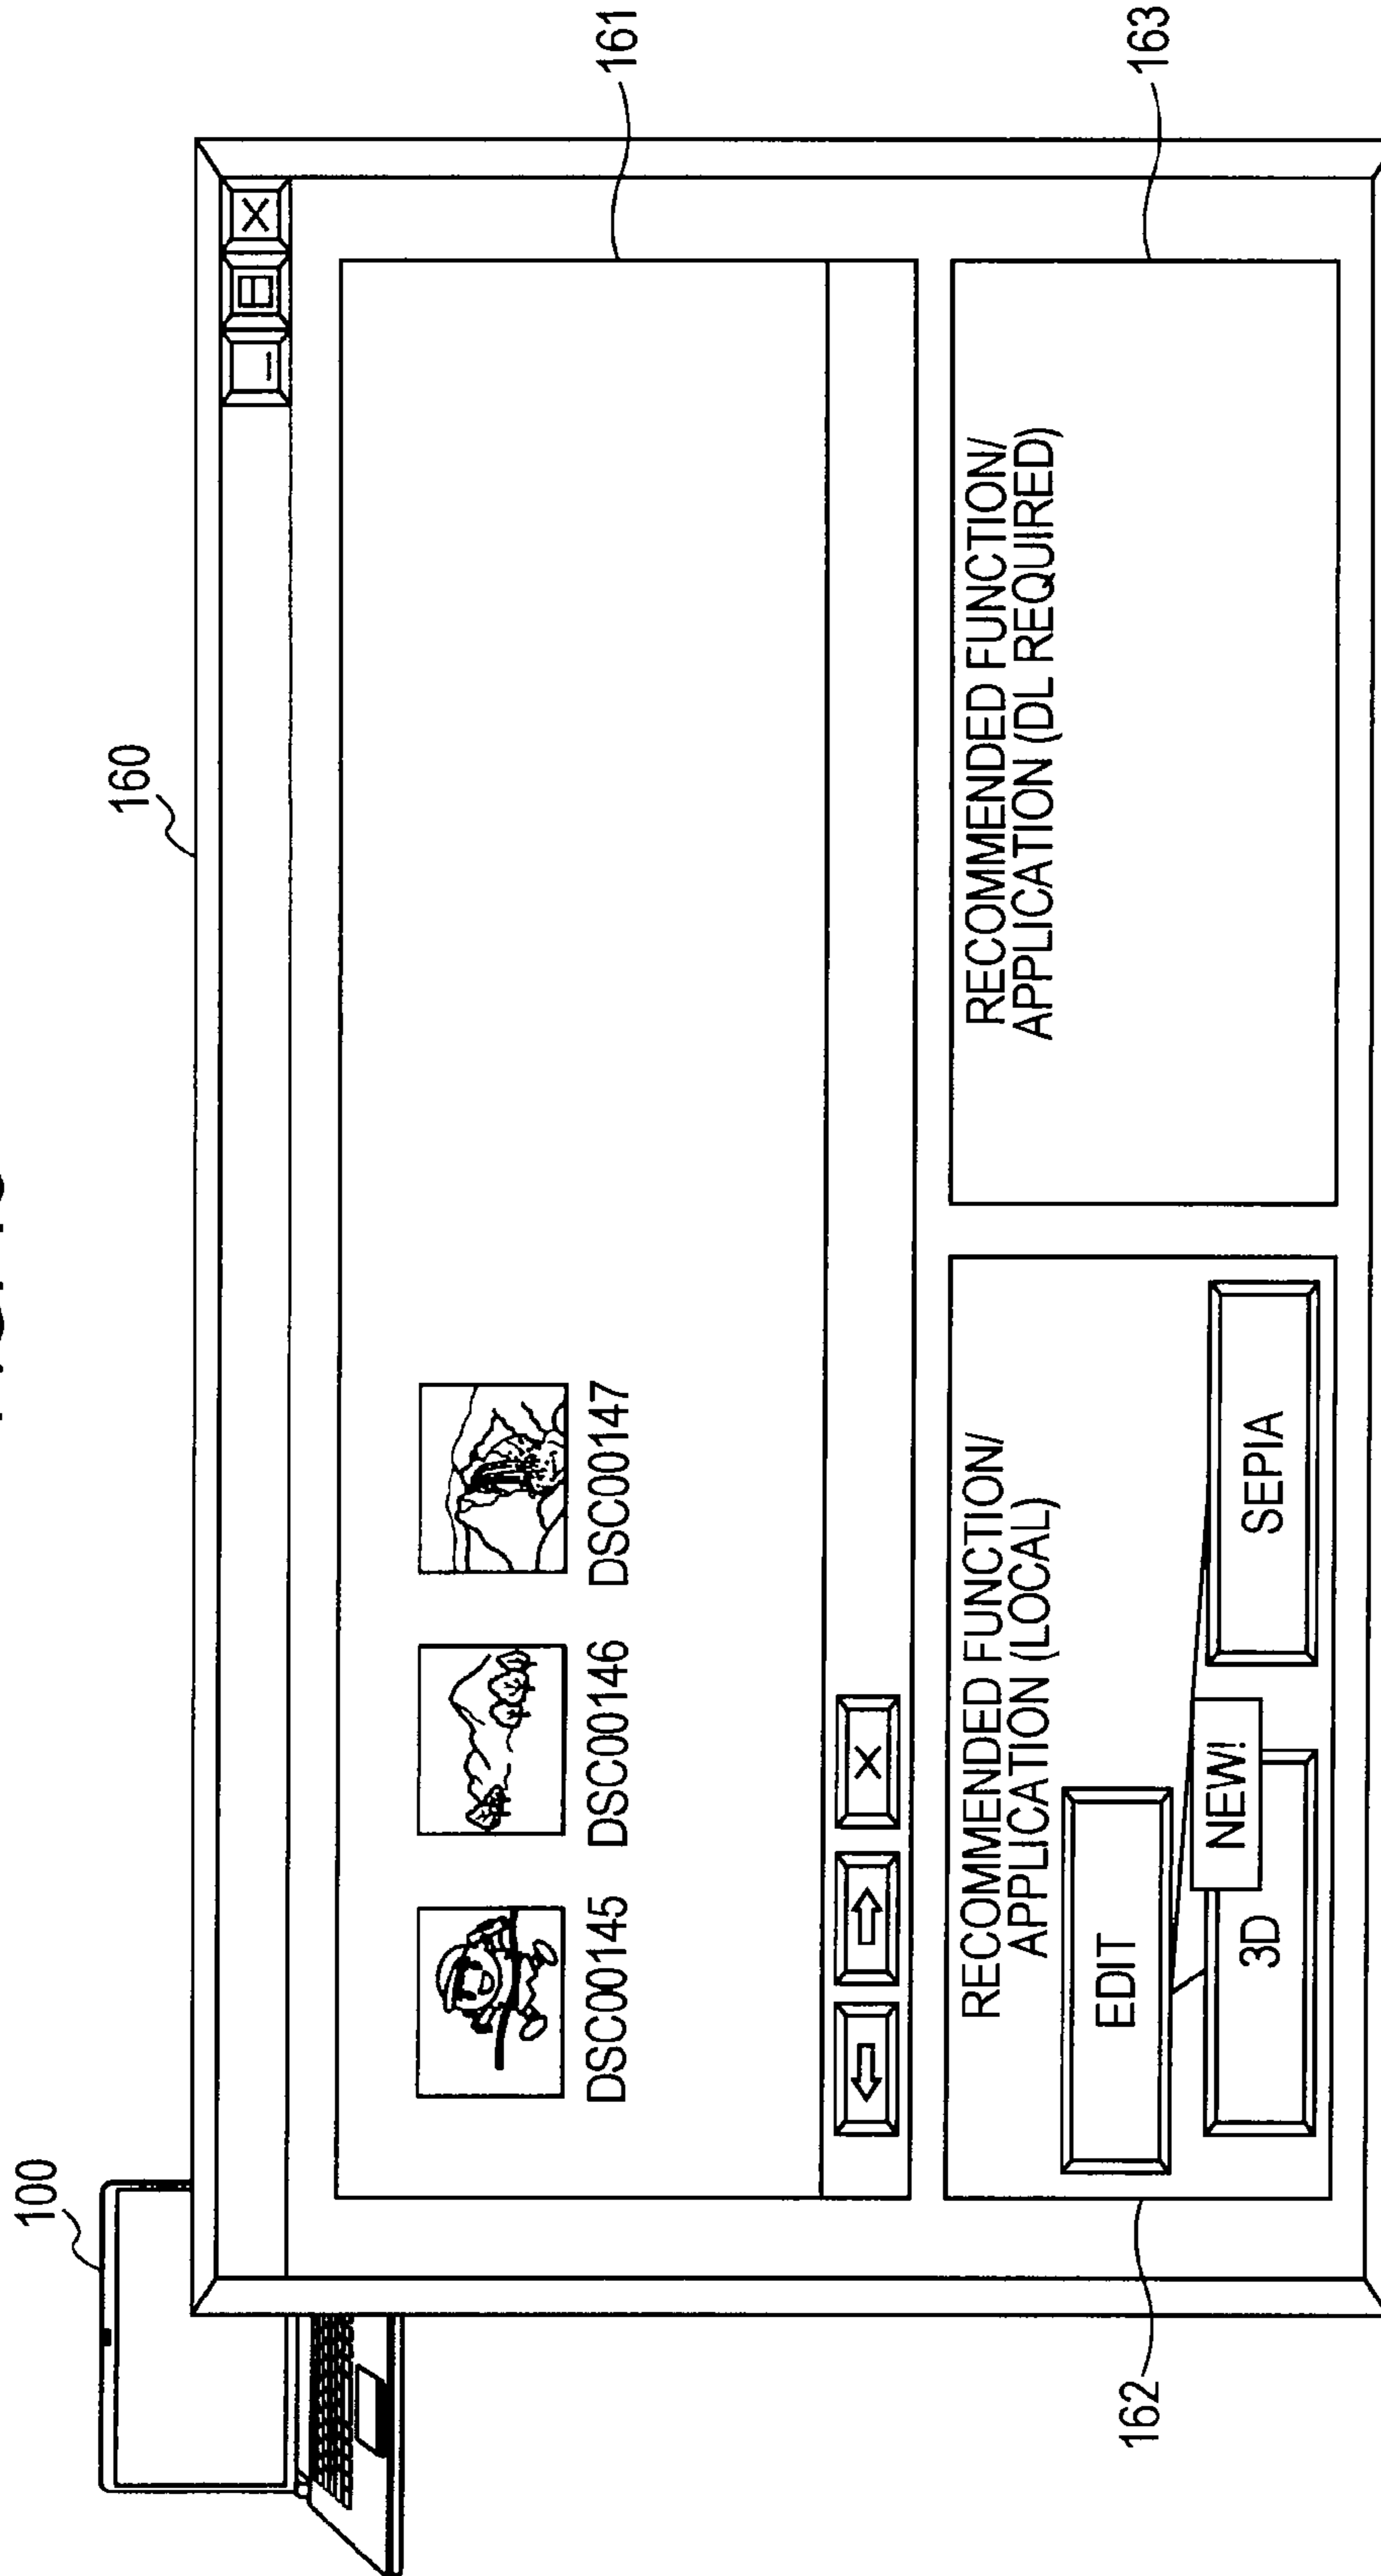 100
160
161
DSC00145 DSC00146 DSC00147
RECOMMENDED FUNCTION/
APPLICATION (LOCAL)
EDIT
NEW!
3D
SEPIA
RECOMMENDED FUNCTION/
APPLICATION (DL REQUIRED)
162
163